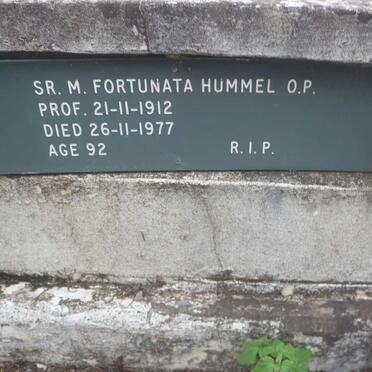 SR. M. FORTUNATA HUMMEL O.P.
PROF. 21-11-1912
DIED 26-11-1977
AGE 92 R.I.P.